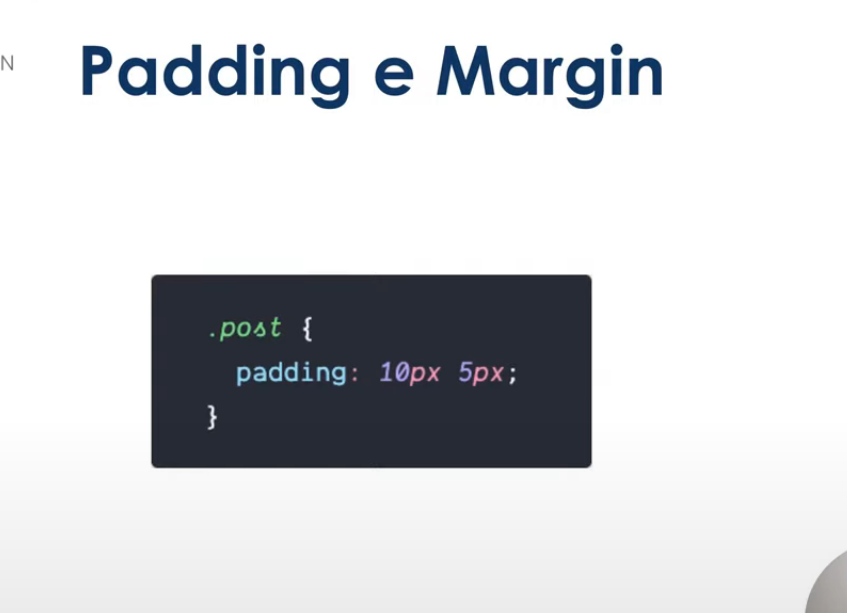 N
Padding e Margin
.post {
padding: 10px 5px;
}